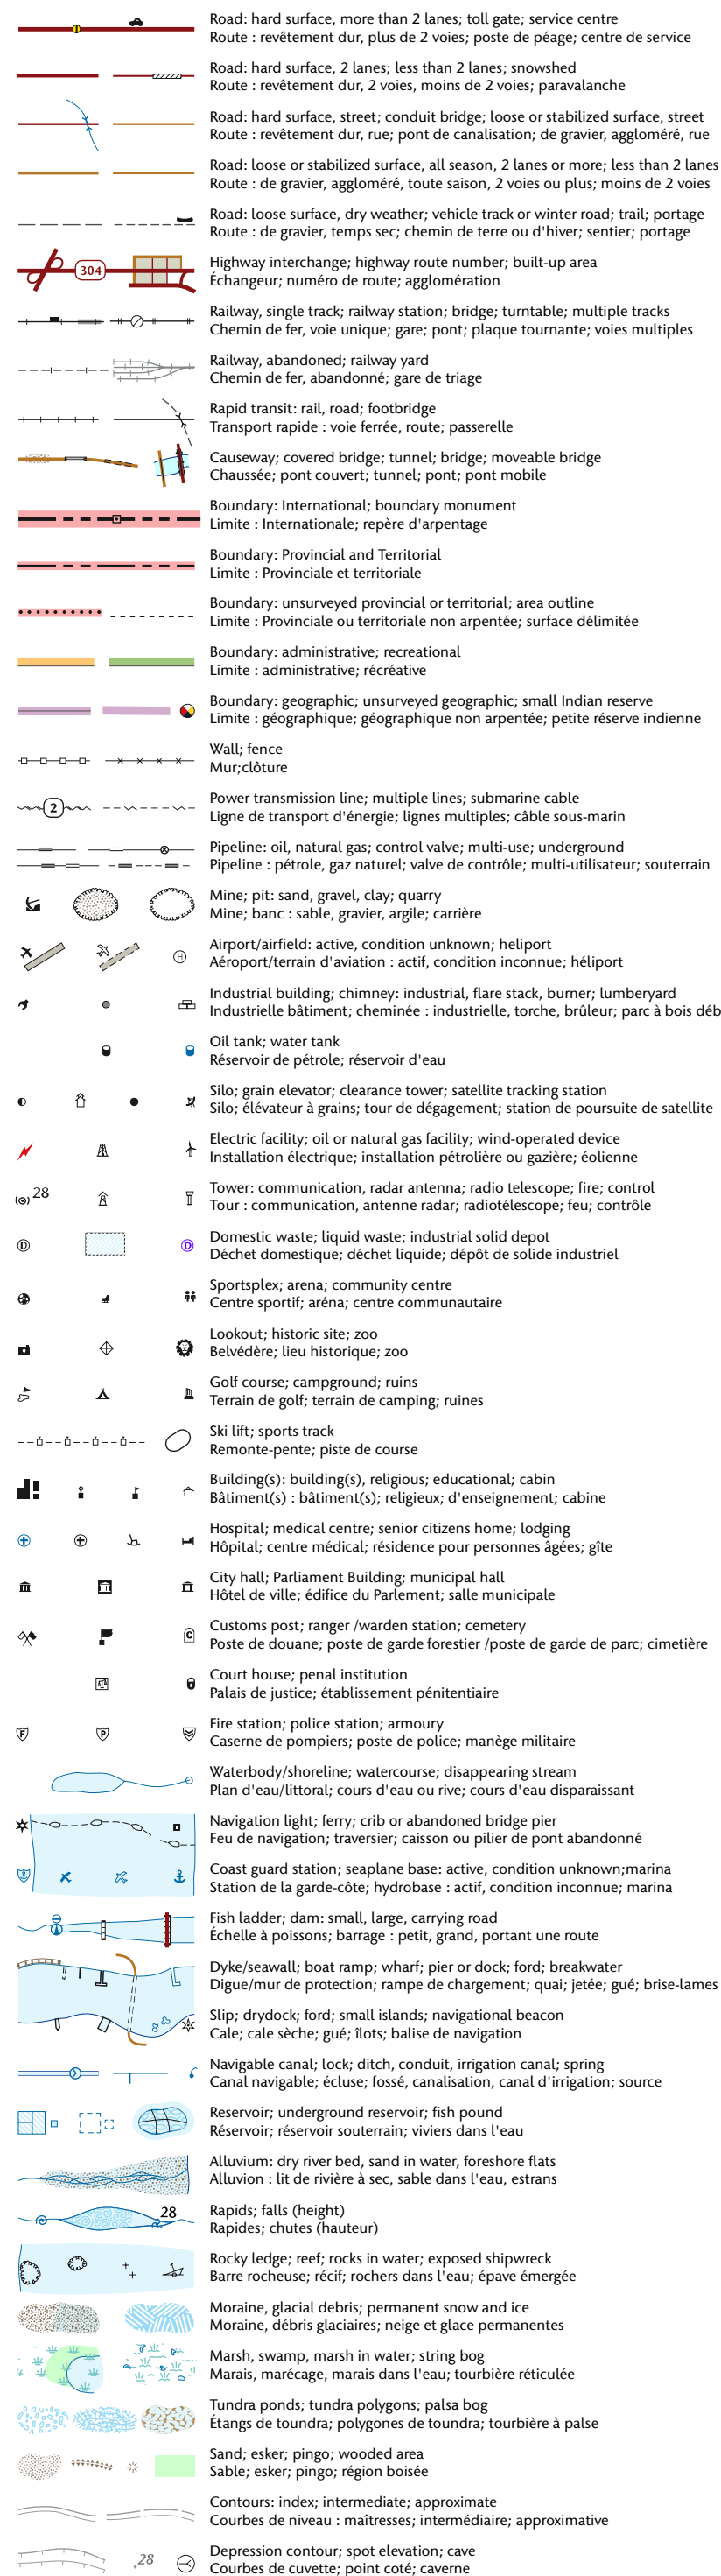 Road: hard surface, more than 2 lanes; toll gate; service centre
Route : revêtement dur, plus de 2 voies; poste de péage; centre de service
Road: hard surface, 2 lanes; less than 2 lanes; snowshed
Route : revêtement dur, 2 voies, moins de 2 voies; paravalanche
Road: hard surface, street; conduit bridge; loose or stabilized surface, street
Route : revêtement dur, rue; pont de canalisation; de gravier, aggloméré, rue
Road: loose or stabilized surface, all season, 2 lanes or more; less than 2 lanes
Route : de gravier, aggloméré, toute saison, 2 voies ou plus; moins de 2 voies
Road: loose surface, dry weather; vehicle track or winter road; trail; portage
Route : de gravier, temps sec; chemin de terre ou d'hiver; sentier; portage
304
Highway interchange; highway route number; built-up area
Échangeur; numéro de route; agglomération
Railway, single track; railway station; bridge; turntable; multiple tracks
Chemin de fer, voie unique; gare; pont; plaque tournante; voies multiples
Railway, abandoned; railway yard
Chemin de fer, abandonné; gare de triage
Rapid transit: rail, road; footbridge
Transport rapide : voie ferrée, route; passerelle
Causeway; covered bridge; tunnel; bridge; moveable bridge
Chaussée; pont couvert; tunnel; pont; pont mobile
Boundary: International; boundary monument
Limite : Internationale; repère d'arpentage
Boundary: Provincial and Territorial
Limite : Provinciale et territoriale
Boundary: unsurveyed provincial or territorial; area outline
Limite : Provinciale ou territoriale non arpentée; surface délimitée
Boundary: administrative; recreational
Limite : administrative; récréative
Boundary: geographic; unsurveyed geographic; small Indian reserve
Limite : géographique; géographique non arpentée; petite réserve indienne
Wall; fence
Mur;clôture
2
Power transmission line; multiple lines; submarine cable
Ligne de transport d'énergie; lignes multiples; câble sous-marin
Pipeline: oil, natural gas; control valve; multi-use; underground
Pipeline : pétrole, gaz naturel; valve de contrôle; multi-utilisateur; souterrain
Mine; pit: sand, gravel, clay; quarry
Mine; banc : sable, gravier, argile; carrière
H
Airport/airfield: active, condition unknown; heliport
Aéroport/terrain d'aviation : actif, condition inconnue; héliport
Industrial building; chimney: industrial, flare stack, burner; lumberyard
Industrielle bâtiment; cheminée : industrielle, torche, brûleur; parc à bois déb
Oil tank; water tank
Réservoir de pétrole; réservoir d'eau
Silo; grain elevator; clearance tower; satellite tracking station
Silo; élévateur à grains; tour de dégagement; station de poursuite de satellite
Electric facility; oil or natural gas facility; wind-operated device
Installation électrique; installation pétrolière ou gazière; éolienne
28
Tower: communication, radar antenna; radio telescope; fire; control
Tour : communication, antenne radar; radiotélescope; feu; contrôle
D D
Domestic waste; liquid waste; industrial solid depot
Déchet domestique; déchet liquide; dépôt de solide industriel
Sportsplex; arena; community centre
Centre sportif; aréna; centre communautaire
Lookout; historic site; zoo
Belvédère; lieu historique; zoo
Golf course; campground; ruins
Terrain de golf; terrain de camping; ruines
Ski lift; sports track
Remonte-pente; piste de course
Building(s): building(s), religious; educational; cabin
Bâtiment(s) : bâtiment(s); religieux; d'enseignement; cabine
Hospital; medical centre; senior citizens home; lodging
Hôpital; centre médical; résidence pour personnes âgées; gîte
City hall; Parliament Building; municipal hall
Hôtel de ville; édifice du Parlement; salle municipale
C
Customs post; ranger /warden station; cemetery
Poste de douane; poste de garde forestier /poste de garde de parc; cimetière
Court house; penal institution
Palais de justice; établissement pénitentiaire
F P
Fire station; police station; armoury
Caserne de pompiers; poste de police; manège militaire
Waterbody/shoreline; watercourse; disappearing stream
Plan d'eau/littoral; cours d'eau ou rive; cours d'eau disparaissant
Navigation light; ferry; crib or abandoned bridge pier
Feu de navigation; traversier; caisson ou pilier de pont abandonné
Coast guard station; seaplane base: active, condition unknown;marina
Station de la garde-côte; hydrobase : actif, condition inconnue; marina
Fish ladder; dam: small, large, carrying road
Échelle à poissons; barrage : petit, grand, portant une route
Dyke/seawall; boat ramp; wharf; pier or dock; ford; breakwater
Digue/mur de protection; rampe de chargement; quai; jetée; gué; brise-lames
Slip; drydock; ford; small islands; navigational beacon
Cale; cale sèche; gué; îlots; balise de navigation
Navigable canal; lock; ditch, conduit, irrigation canal; spring
Canal navigable; écluse; fossé, canalisation, canal d'irrigation; source
Reservoir; underground reservoir; fish pound
Réservoir; réservoir souterrain; viviers dans l'eau
Alluvium: dry river bed, sand in water, foreshore flats
Alluvion : lit de rivière à sec, sable dans l'eau, estrans
28
Rapids; falls (height)
Rapides; chutes (hauteur)
Rocky ledge; reef; rocks in water; exposed shipwreck
Barre rocheuse; récif; rochers dans l'eau; épave émergée
Moraine, glacial debris; permanent snow and ice
Moraine, débris glaciaires; neige et glace permanentes
Marsh, swamp, marsh in water; string bog
Marais, marécage, marais dans l'eau; tourbière réticulée
Tundra ponds; tundra polygons; palsa bog
Étangs de toundra; polygones de toundra; tourbière à palse
Sand; esker; pingo; wooded area
Sable; esker; pingo; région boisée
Contours: index; intermediate; approximate
Courbes de niveau : maîtresses; intermédiaire; approximative
28
Depression contour; spot elevation; cave
Courbes de cuvette; point coté; caverne